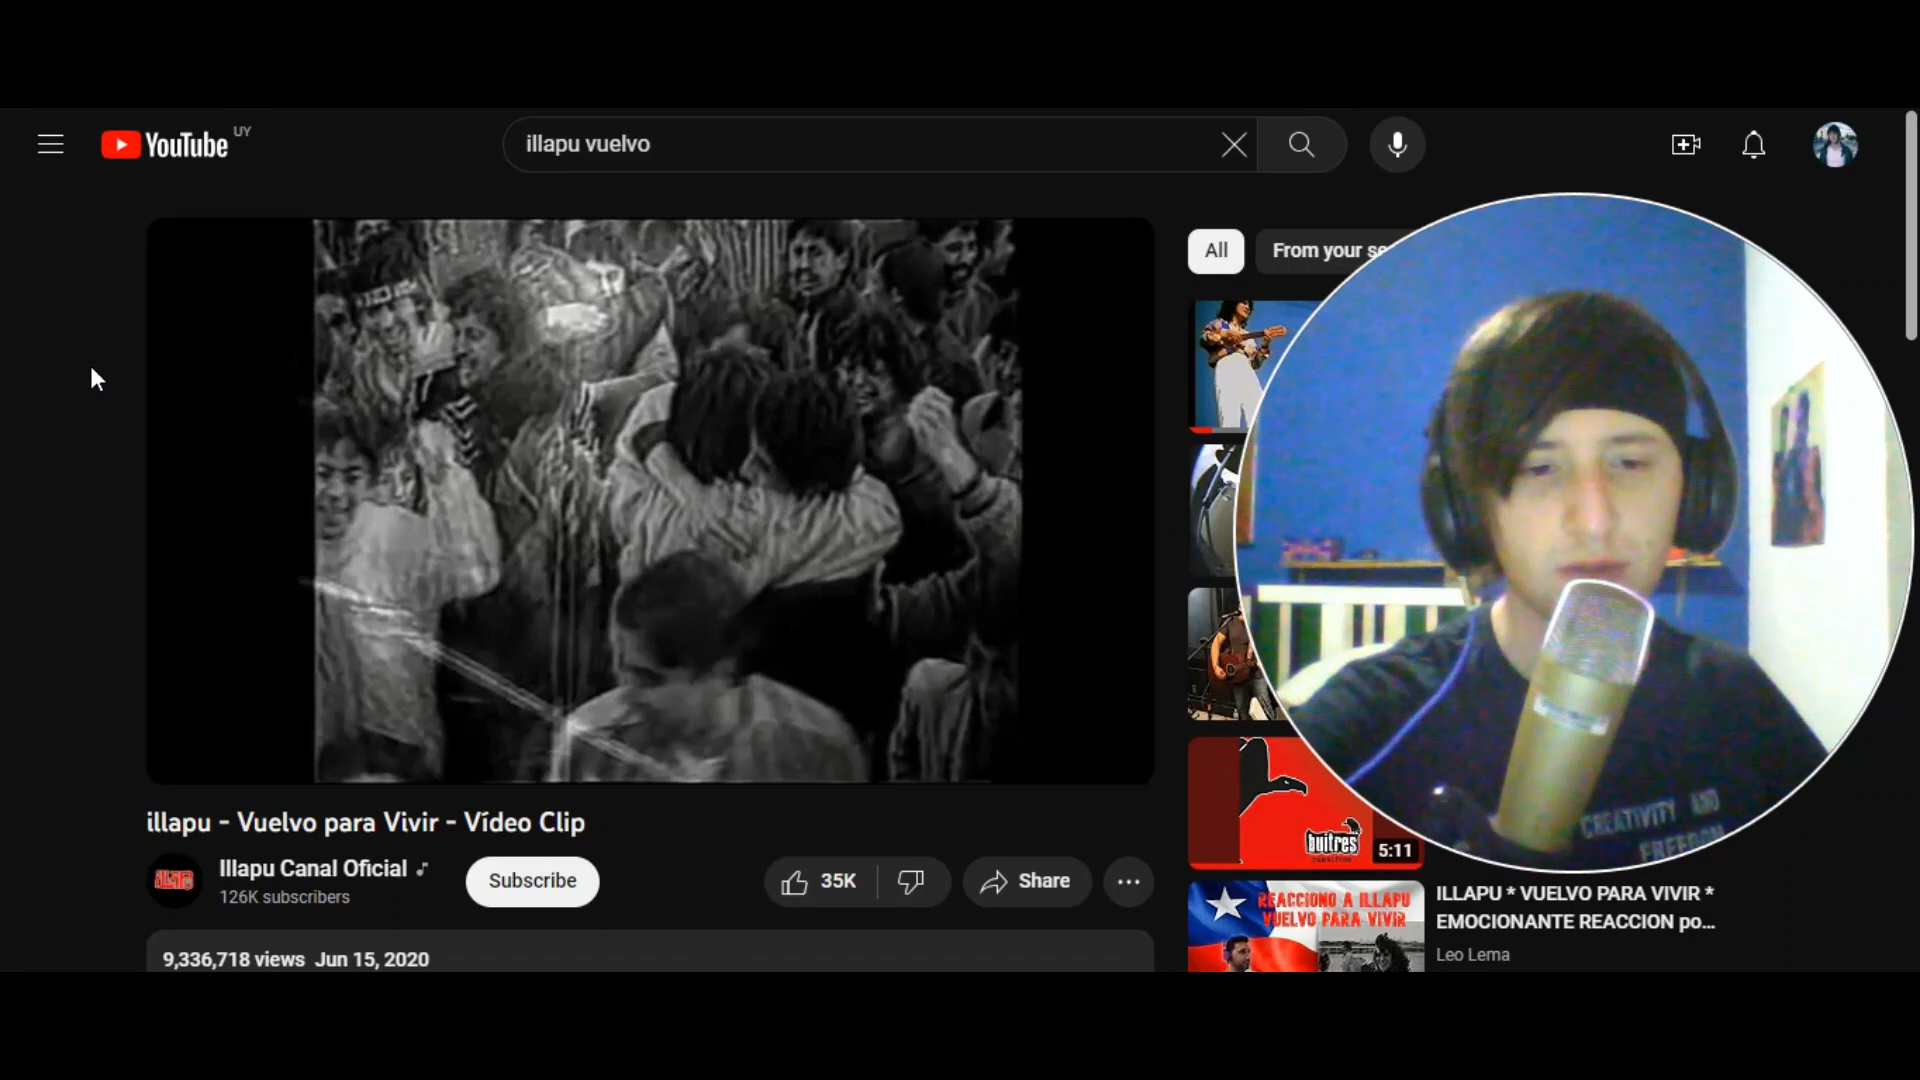 YouTube UY
illapu vuelvo
All
From your se
illapu - Vuelvo para Vivir - Vídeo Clip
Illapu Canal Oficial
126K subscribers
Subscribe
35K
Share
9,336,718 views Jun 15, 2020
buitres
5:11
CREATIVITY AND
FREEDOM
REACCIONO A ILLAPU
VUELVO PARA VIVIR
ILLAPU * VUELVO PARA VIVIR *
EMOCIONANTE REACCION po...
Leo Lema